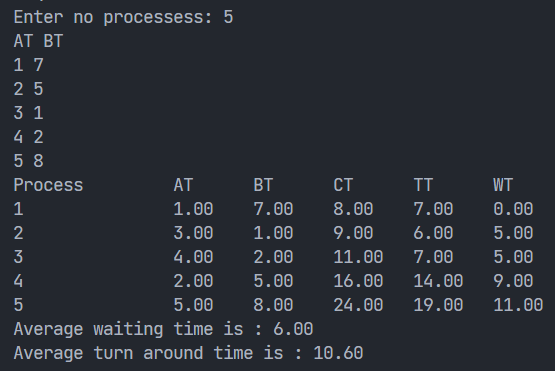 Enter no processess: 5
AT BT
1 7
2 5
3 1
4 2
5 8
Process AT BT CT TT WT
1 1.00 7.00 8.00 7.00 0.00
2 3.00 1.00 9.00 6.00 5.00
3 4.00 2.00 11.00 7.00 5.00
4 2.00 5.00 16.00 14.00 9.00
5 5.00 8.00 24.00 19.00 11.00
Average waiting time is : 6.00
Average turn around time is : 10.60